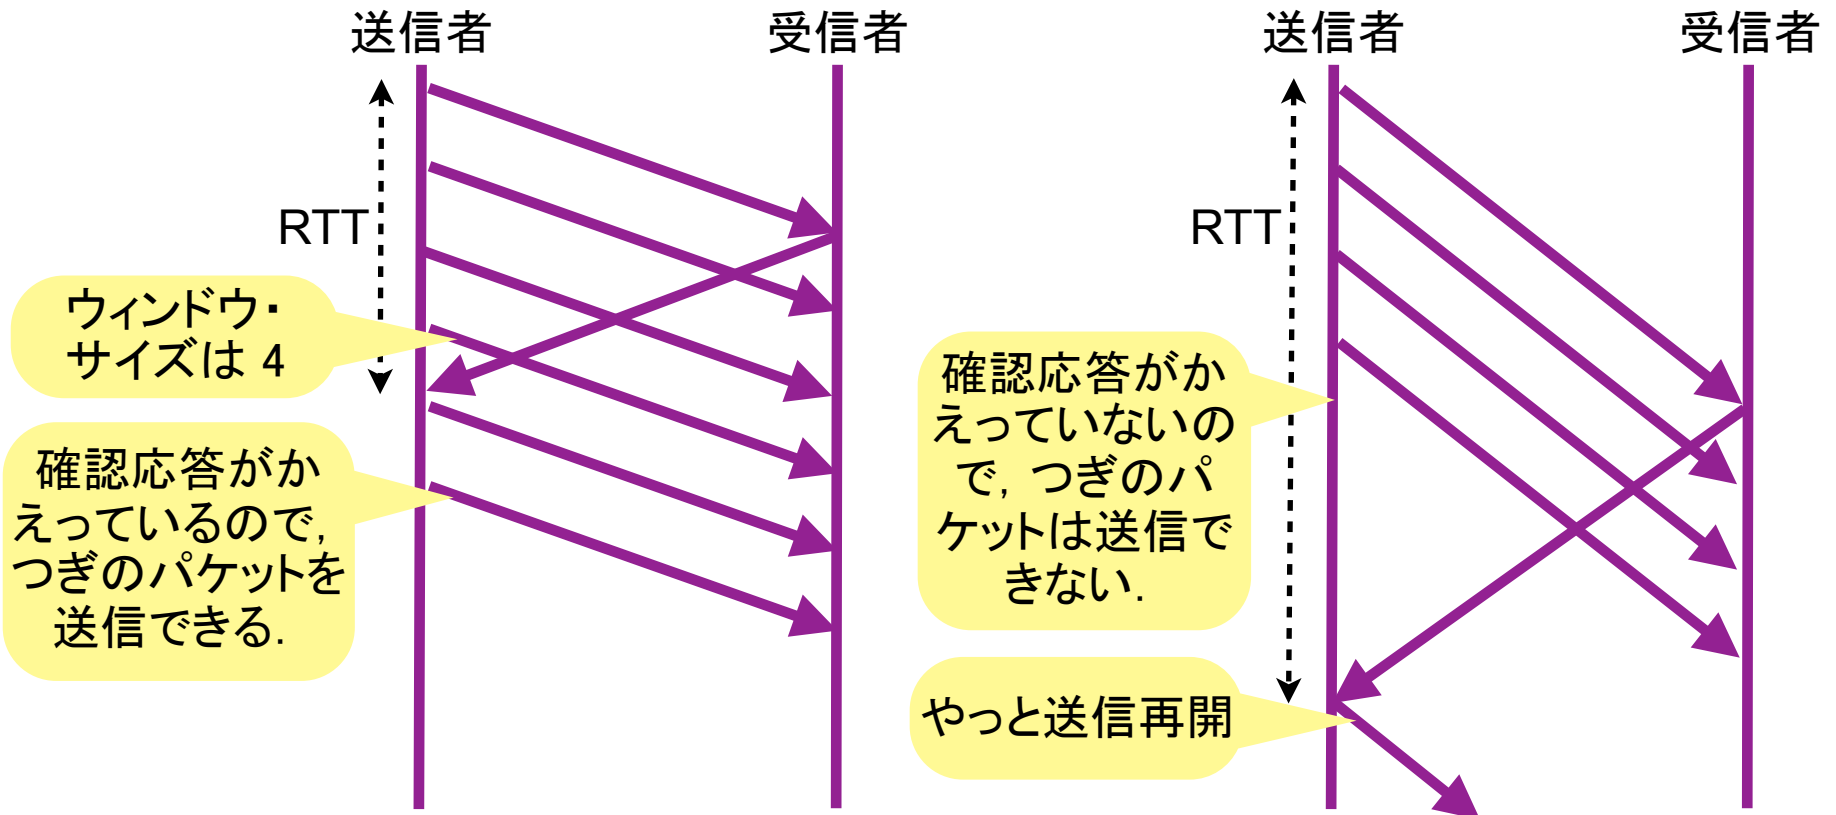 送信者
受信者
RTT
ウィンドウ・
サイズは 4
確認応答がか
えっているので,
つぎのパケットを
送信できる.
送信者
受信者
RTT
確認応答がか
えっていないの
で, つぎのパ
ケットは送信で
きない.
やっと送信再開